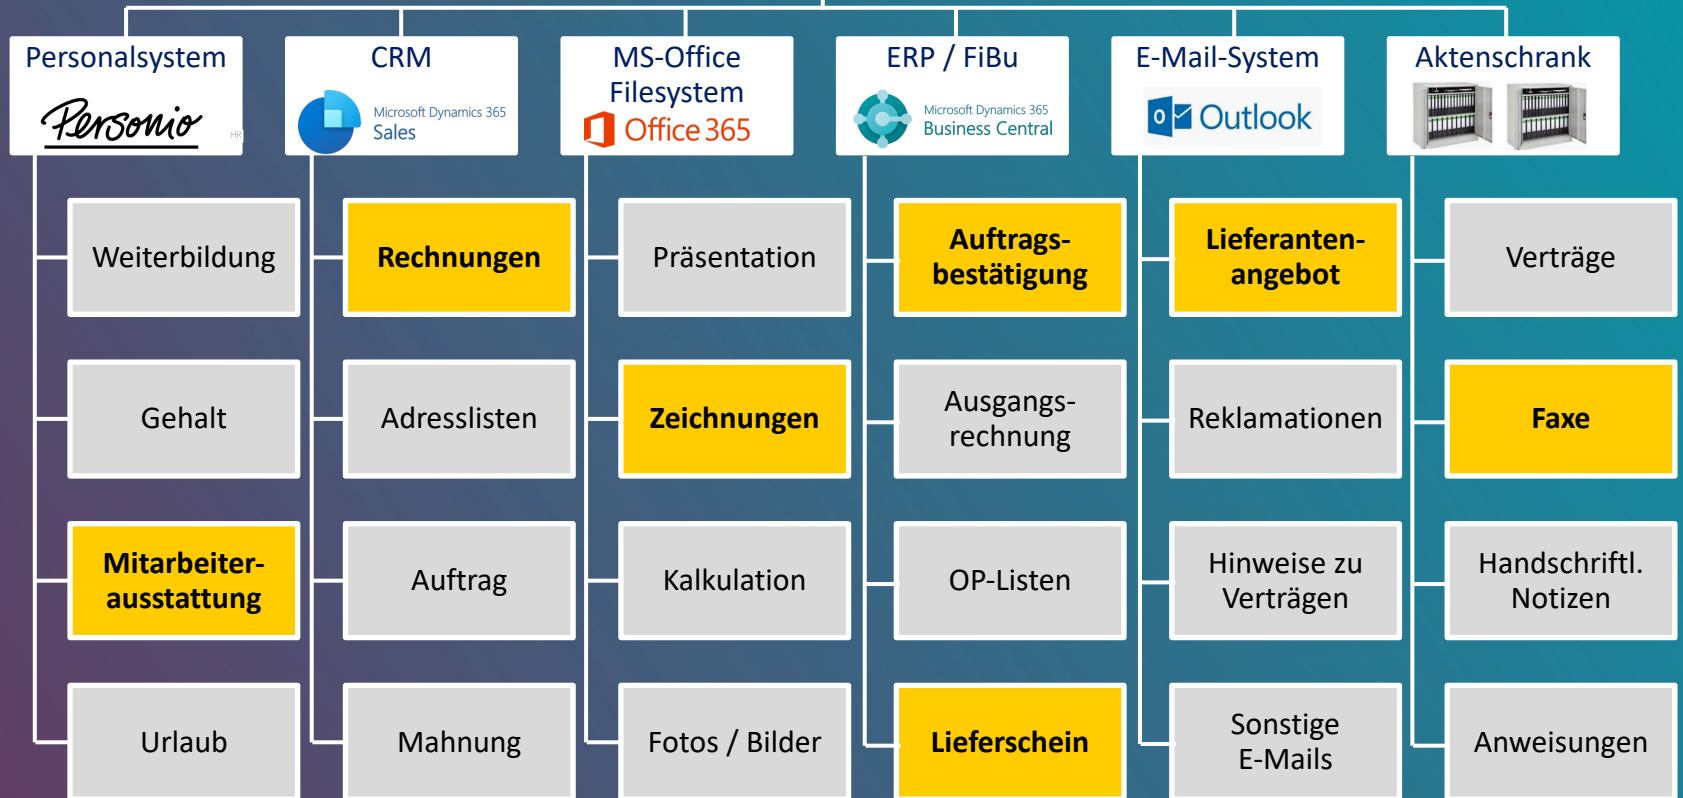 Personalsystem
Personio
HR
CRM
Microsoft Dynamics 365
Sales
MS-Office
Filesystem
Office 365
ERP / FiBu
Microsoft Dynamics 365
Business Central
E-Mail-System
Outlook
Aktenschrank
Weiterbildung
Rechnungen
Präsentation
Auftrags-
bestätigung
Lieferanten-
angebot
Verträge
Gehalt
Adresslisten
Zeichnungen
Ausgangs-
rechnung
Reklamationen
Faxe
Mitarbeiter-
ausstattung
Auftrag
Kalkulation
OP-Listen
Hinweise zu
Verträgen
Handschriftl.
Notizen
Urlaub
Mahnung
Fotos / Bilder
Lieferschein
Sonstige
E-Mails
Anweisungen